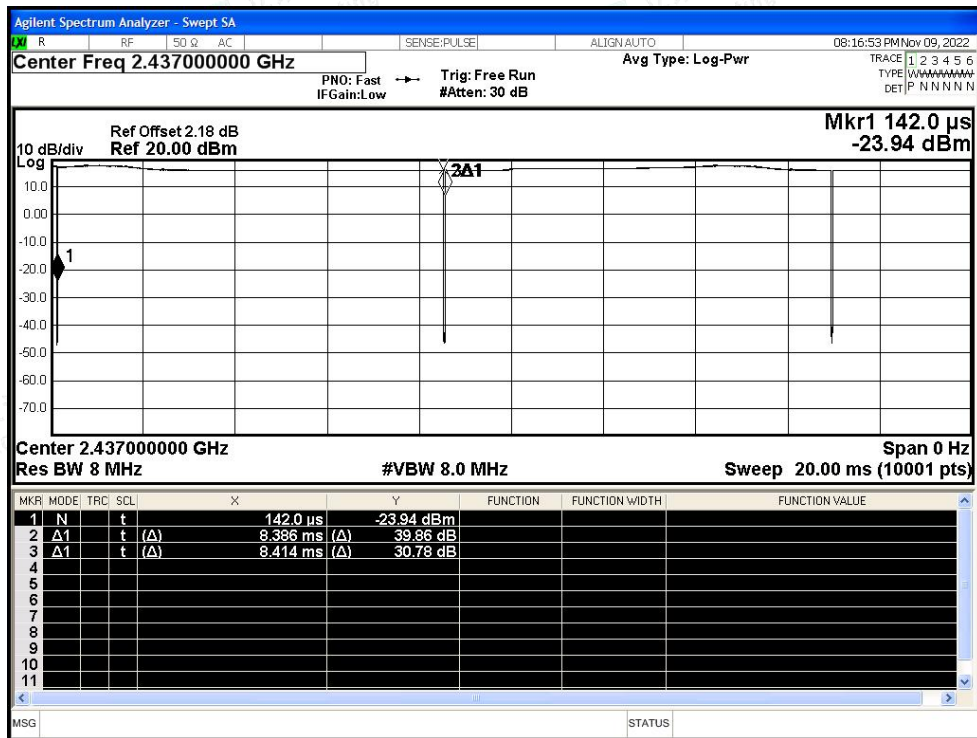 Agilent Spectrum Analyzer - Swept SA
LXI R RF 50 Ω AC SENSE:PULSE ALIGN AUTO 08:16:53 PM Nov 09, 2022
Center Freq 2.437000000 GHz Avg Type: Log-Pwr TRACE 1 2 3 4 5 6
PNO: Fast Trig: Free Run TYPE WWWWWW
IFGain:Low #Atten: 30 dB DET P N N N N N
Mkr1 142.0 µs
Ref Offset 2.18 dB
10 dB/div Ref 20.00 dBm -23.94 dBm
Log
2Δ1
10.0
0.00
-10.0
1
-20.0
-30.0
-40.0
-50.0
-60.0
-70.0
Center 2.437000000 GHz Span 0 Hz
Res BW 8 MHz #VBW 8.0 MHz Sweep 20.00 ms (10001 pts)
MKR MODE TRC SCL X Y FUNCTION FUNCTION WIDTH FUNCTION VALUE
1 N t 142.0 µs -23.94 dBm
2 Δ1 t (Δ) 8.386 ms (Δ) 39.86 dB
3 Δ1 t (Δ) 8.414 ms (Δ) 30.78 dB
4
5
6
7
8
9
10
11
MSG STATUS